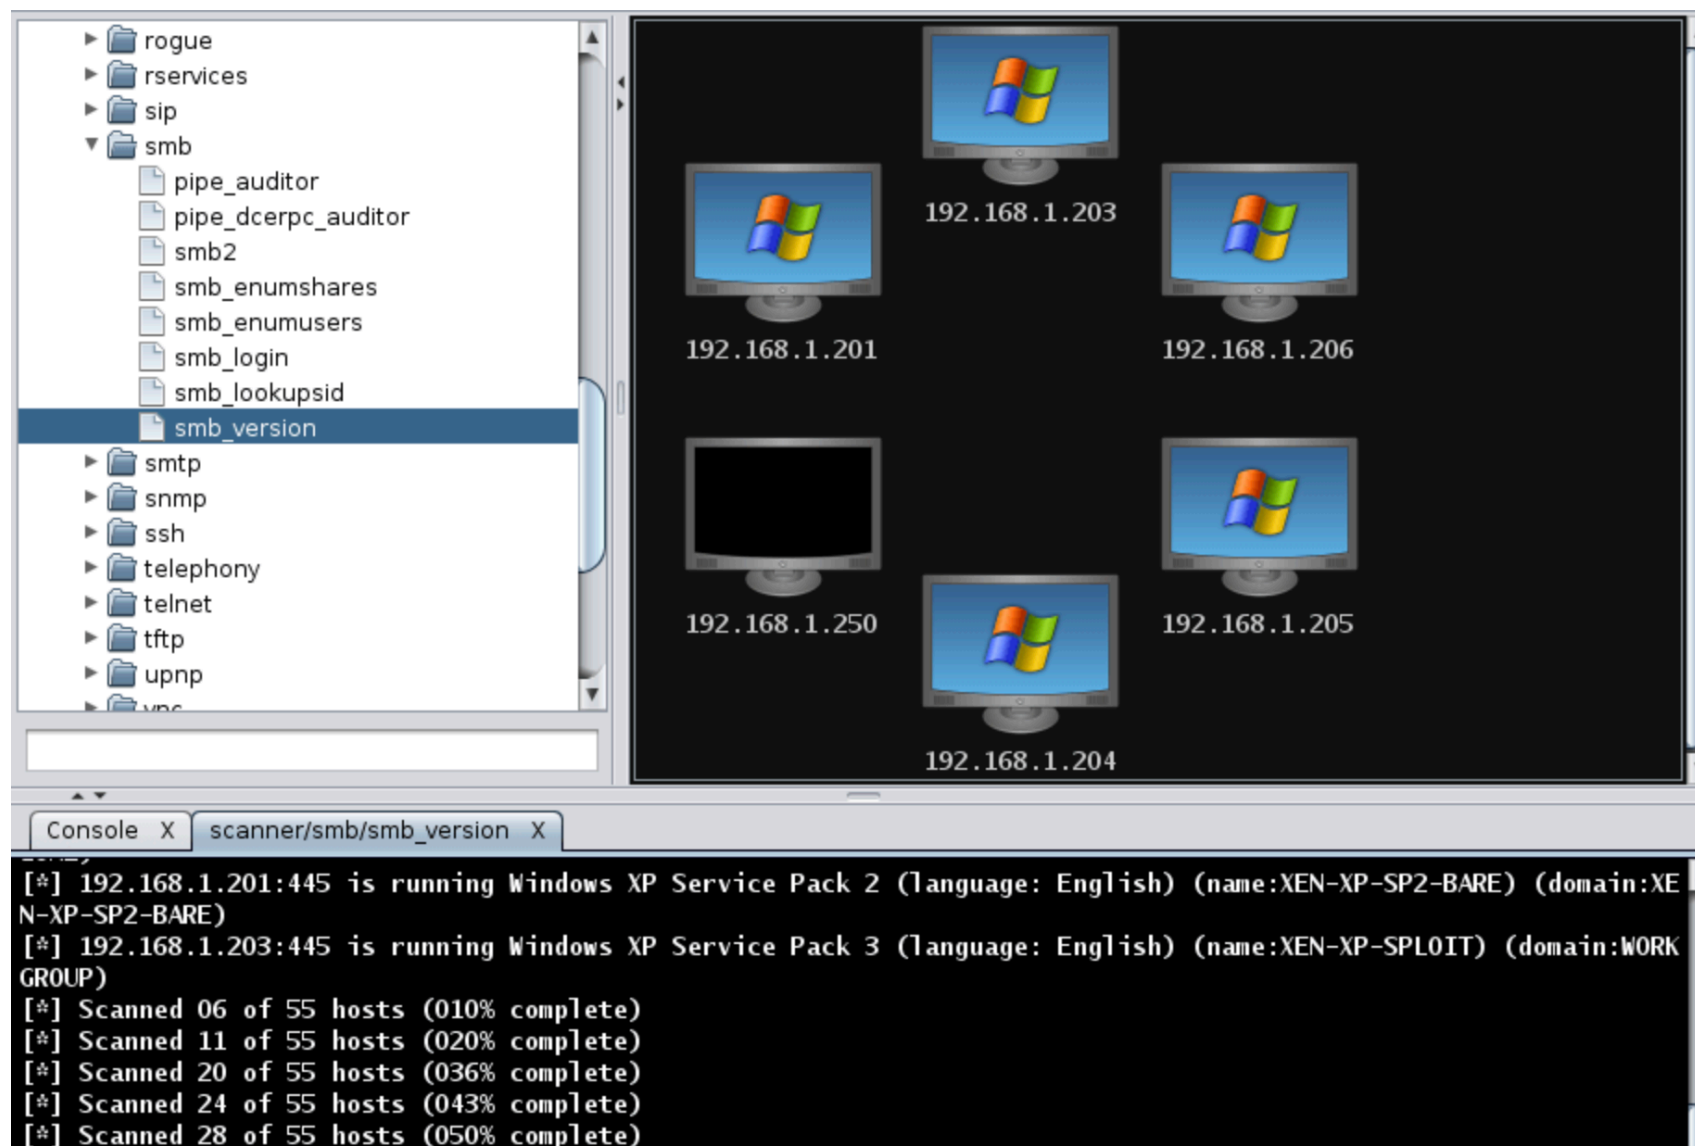 rogue
rservices
sip
smb
pipe_auditor
pipe_dcerpc_auditor
smb2
smb_enumshares
smb_enumusers
smb_login
smb_lookupsid
smb_version
smtp
snmp
ssh
telephony
telnet
tftp
upnp
vnc
192.168.1.203
192.168.1.201
192.168.1.206
192.168.1.250
192.168.1.205
192.168.1.204
Console X
scanner/smb/smb_version X
[*] 192.168.1.201:445 is running Windows XP Service Pack 2 (language: English) (name:XEN-XP-SP2-BARE) (domain:XE
N-XP-SP2-BARE)
[*] 192.168.1.203:445 is running Windows XP Service Pack 3 (language: English) (name:XEN-XP-SPLOIT) (domain:WORK
GROUP)
[*] Scanned 06 of 55 hosts (010% complete)
[*] Scanned 11 of 55 hosts (020% complete)
[*] Scanned 20 of 55 hosts (036% complete)
[*] Scanned 24 of 55 hosts (043% complete)
[*] Scanned 28 of 55 hosts (050% complete)